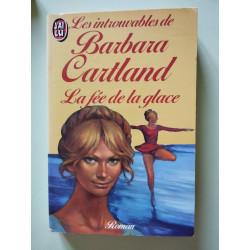 J'AI
LU
Les introuvables de
Barbara
Cartland
La fée de la glace
Roman